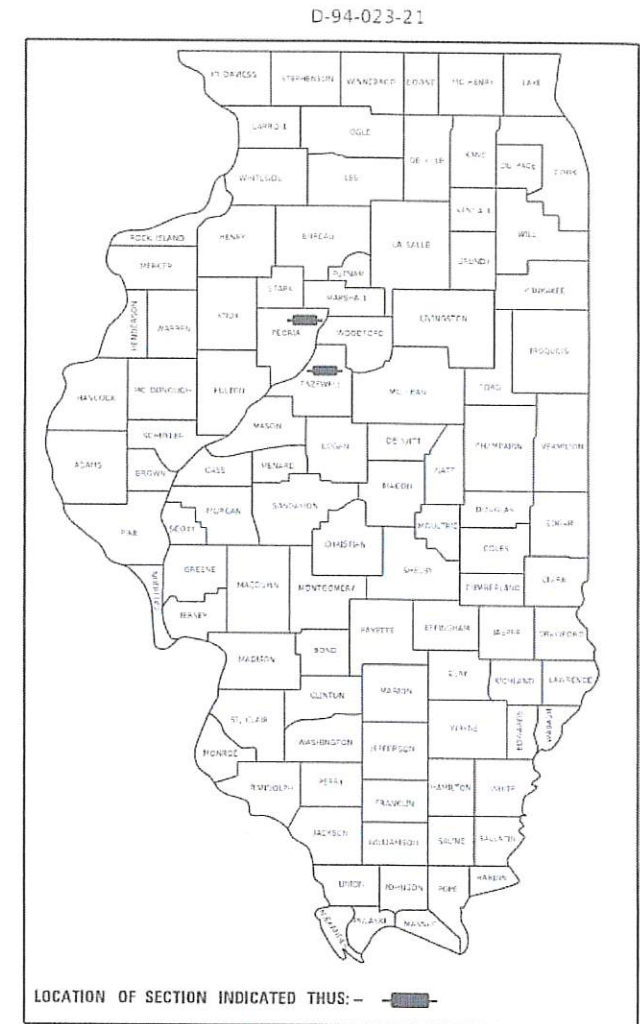 D-94-023-21
JO DAVIESS STEPHENSON WINNEBAGO BOONE MC HENRY LAKE
CARROLL OGLE
DE KALB KANE DU PAGE COOK
WHITESIDE LEE
KENDALL
ROCK ISLAND HENRY BUREAU LA SALLE GRUNDY WILL
MERCER PUTNAM
STARK MARSHALL KANKAKEE
HENDERSON WARREN KNOX PEORIA WOODFORD LIVINGSTON
IROQUOIS
HANCOCK MC DONOUGH FULTON TAZEWELL MC LEAN FORD
MASON
SCHUYLER LOGAN DE WITT CHAMPAIGN VERMILION
ADAMS BROWN CASS MENARD PIATT
MACON
PIKE SCOTT MORGAN SANGAMON MOULTRIE DOUGLAS EDGAR
CHRISTIAN COLES
CALHOUN GREENE MACOUPIN MONTGOMERY SHELBY CUMBERLAND CLARK
JERSEY
FAYETTE EFFINGHAM JASPER CRAWFORD
MADISON BOND
CLAY RICHLAND LAWRENCE
CLINTON MARION
ST. CLAIR WAYNE EDWARDS WABASH
MONROE WASHINGTON JEFFERSON
RANDOLPH PERRY HAMILTON WHITE
FRANKLIN
JACKSON WILLIAMSON SALINE GALLATIN
UNION JOHNSON POPE HARDIN
ALEXANDER PULASKI MASSAC
LOCATION OF SECTION INDICATED THUS: –